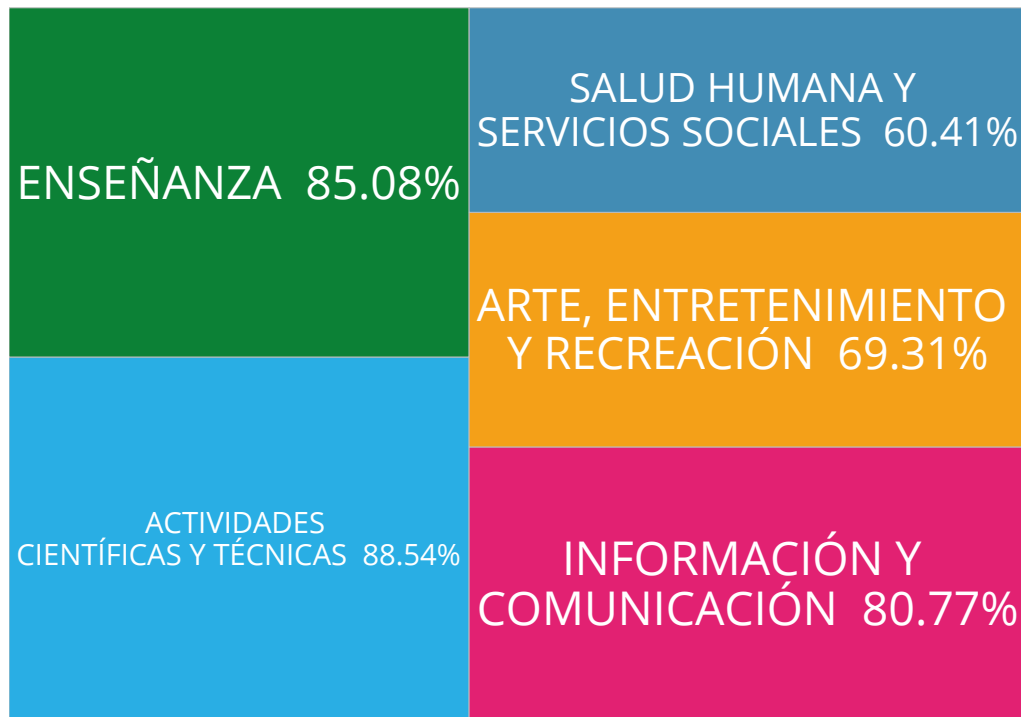 ENSEÑANZA 85.08%
ACTIVIDADES
CIENTÍFICAS Y TÉCNICAS 88.54%
SALUD HUMANA Y
SERVICIOS SOCIALES 60.41%
ARTE, ENTRETENIMIENTO
Y RECREACIÓN 69.31%
INFORMACIÓN Y
COMUNICACIÓN 80.77%